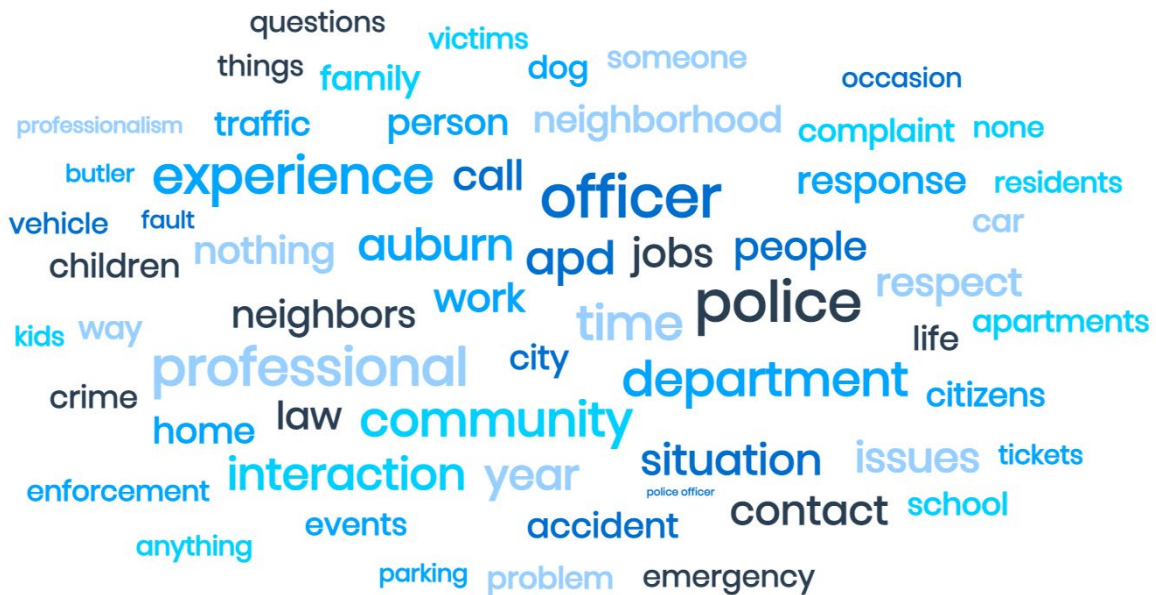 questions victims
things family dog someone occasion
professionalism traffic person neighborhood complaint none
butler experience call officer response residents
vehicle fault nothing auburn apd jobs people car
children neighbors work time police respect
kids way professional city department life apartments
crime home law community citizens
interaction year situation issues tickets
enforcement events accident police officer contact school
anything parking problem emergency